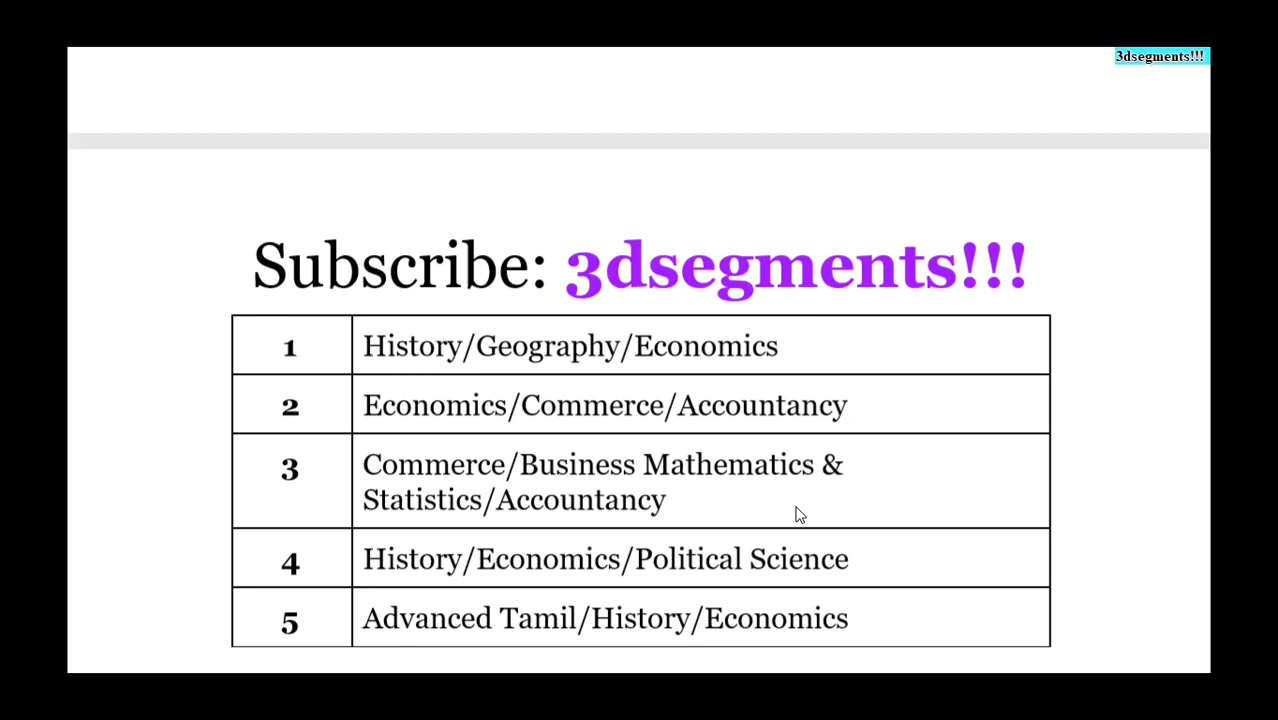 3dsegments!!!
Subscribe: 3dsegments!!!
1 History/Geography/Economics
2 Economics/Commerce/Accountancy
3 Commerce/Business Mathematics &
Statistics/Accountancy
4 History/Economics/Political Science
5 Advanced Tamil/History/Economics